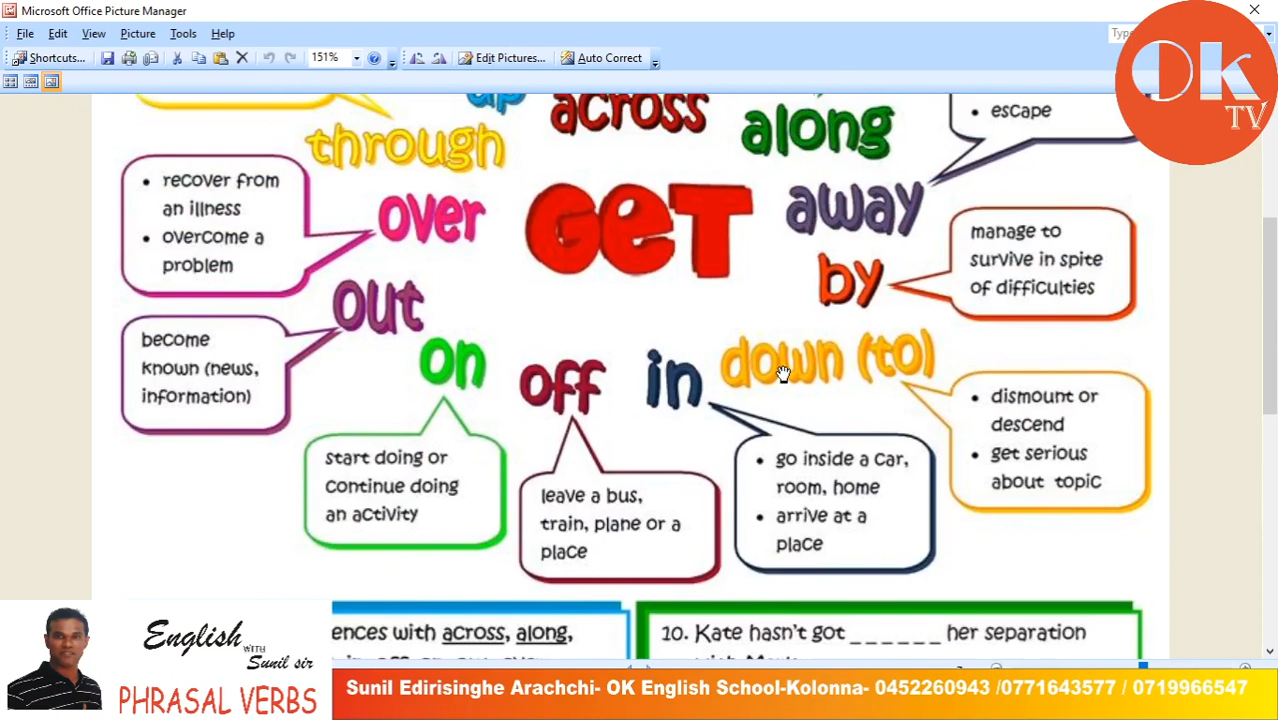 Microsoft Office Picture Manager
File Edit View Picture Tools Help
Shortcuts... 151% Edit Pictures... Auto Correct
OK
TV
up across along
through
escape
GET
over
away
by
recover from
an illness
overcome a
problem
manage to
survive in spite
of difficulties
out
on
off
in
down (to)
become
known (news,
information)
start doing or
continue doing
an activity
leave a bus,
train, plane or a
place
go inside a car,
room, home
arrive at a
place
dismount or
descend
get serious
about topic
ences with across, along,
10. Kate hasn't got _ _ _ _ _ _ her separation
English
WITH
Sunil sir
PHRASAL VERBS
Sunil Edirisinghe Arachchi- OK English School-Kolonna- 0452260943 /0771643577 / 0719966547